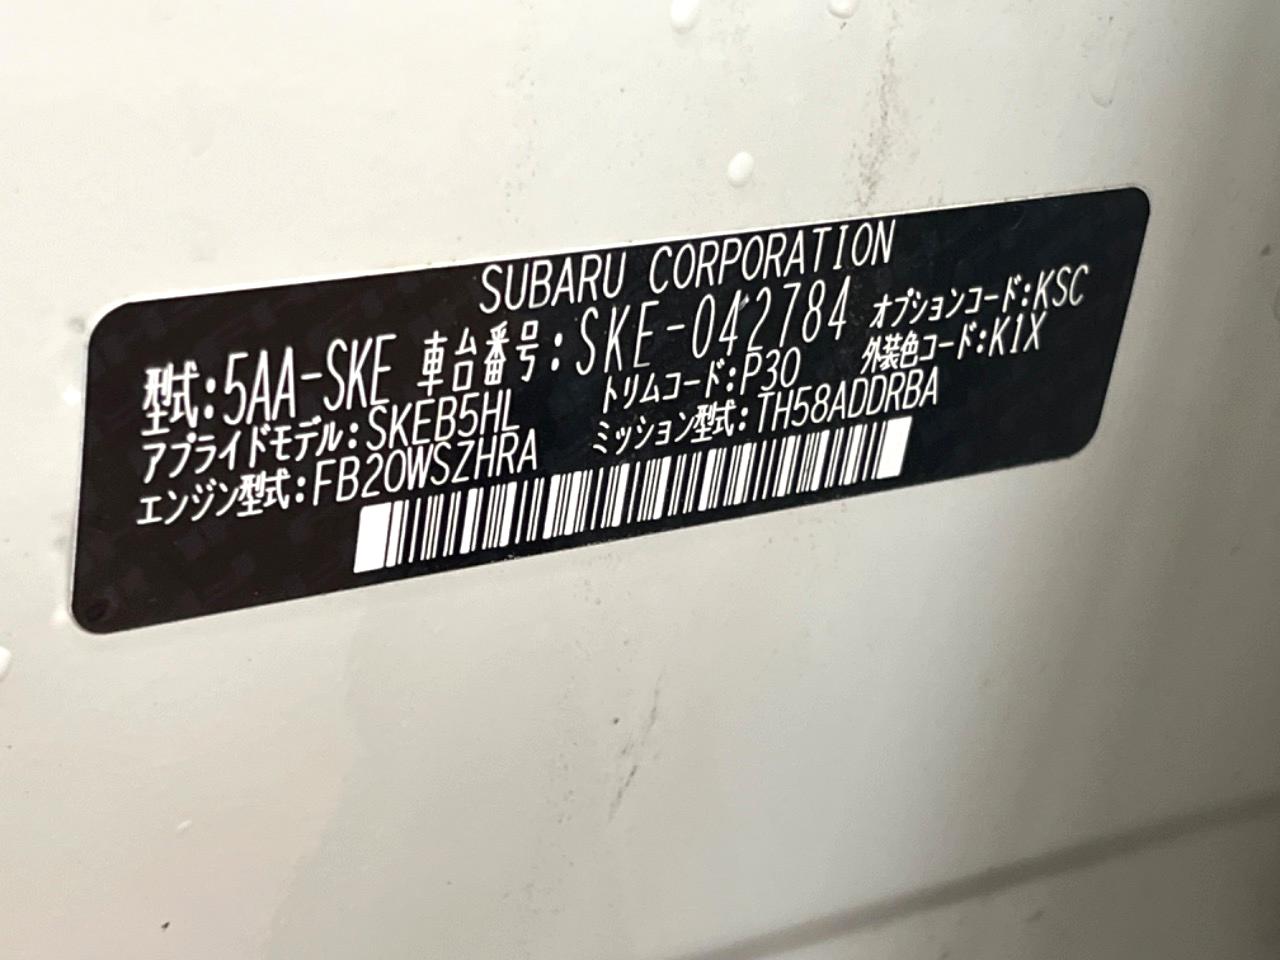 SUBARU CORPORATION
型式:5AA-SKE 車台番号:SKE-042784 オプションコード:KSC
アプライドモデル:SKEB5HL トリムコード:P30 外装色コード:K1X
エンジン型式:FB20WSZHRA ミッション型式:TH58ADDRBA